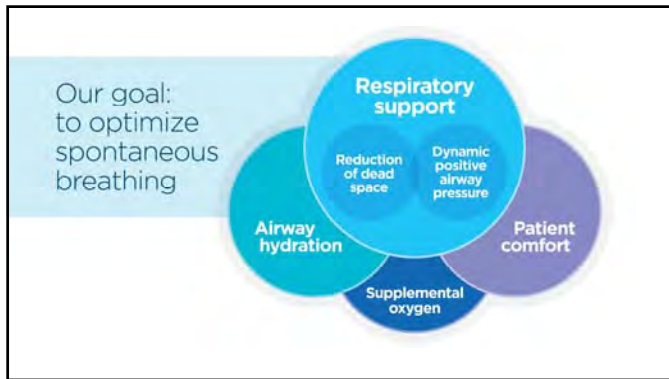 Our goal:
to optimize
spontaneous
breathing
Respiratory
support
Reduction
of dead
space
Dynamic
positive
airway
pressure
Airway
hydration
Patient
comfort
Supplemental
oxygen